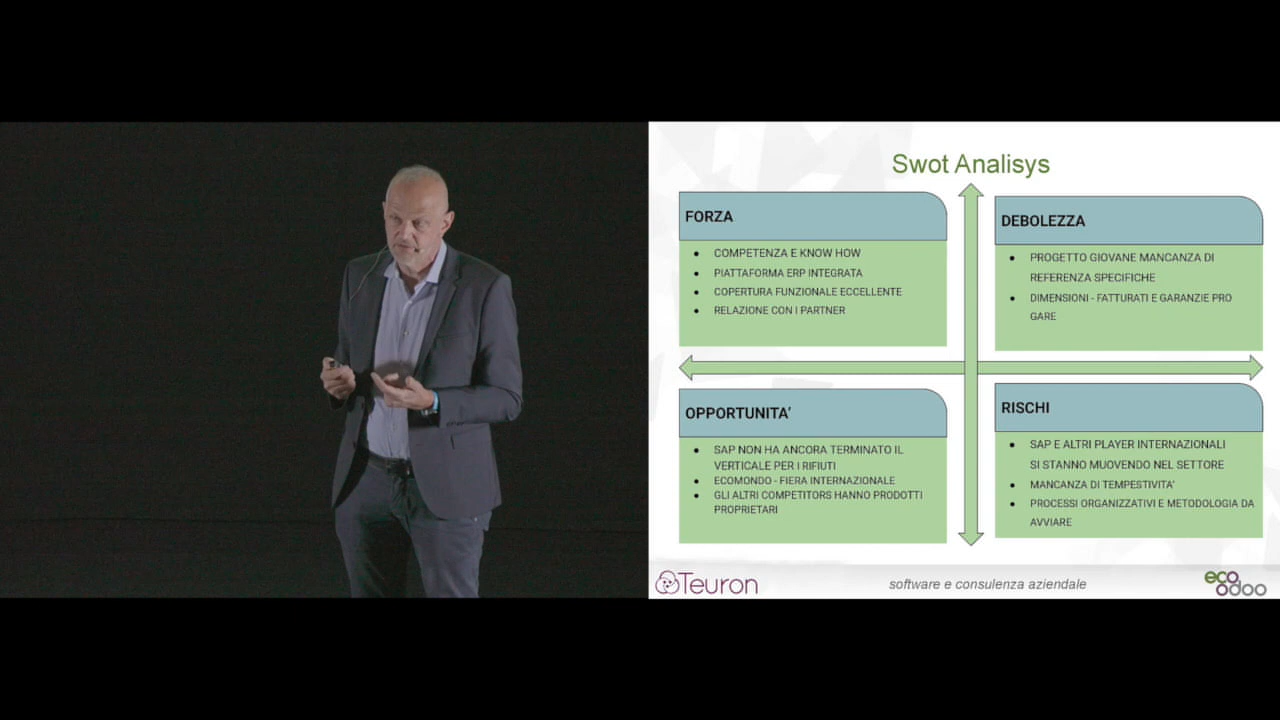 Swot Analisys
FORZA
COMPETENZA E KNOW HOW
PIATTAFORMA ERP INTEGRATA
COPERTURA FUNZIONALE ECCELLENTE
RELAZIONE CON I PARTNER
DEBOLEZZA
PROGETTO GIOVANE MANCANZA DI
REFERENZA SPECIFICHE
DIMENSIONI - FATTURATI E GARANZIE PRO
GARE
OPPORTUNITA'
SAP NON HA ANCORA TERMINATO IL
VERTICALE PER I RIFIUTI
ECOMONDO - FIERA INTERNAZIONALE
GLI ALTRI COMPETITORS HANNO PRODOTTI
PROPRIETARI
RISCHI
SAP E ALTRI PLAYER INTERNAZIONALI
SI STANNO MUOVENDO NEL SETTORE
MANCANZA DI TEMPESTIVITA'
PROCESSI ORGANIZZATIVI E METODOLOGIA DA
AVVIARE
Teuron
software e consulenza aziendale
eco
odoo